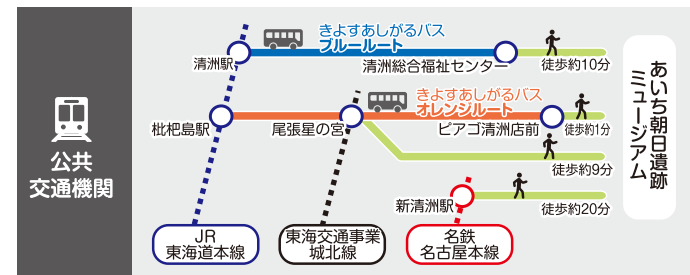 公共
交通機関
きよすあしがるバス
ブルールート
清洲駅
清洲総合福祉センター
徒歩約10分
きよすあしがるバス
オレンジルート
枇杷島駅
尾張星の宮
ピアゴ清洲店前
徒歩約1分
徒歩約9分
新清洲駅
徒歩約20分
JR
東海道本線
東海交通事業
城北線
名鉄
名古屋本線
あいち朝日遺跡
ミュージアム